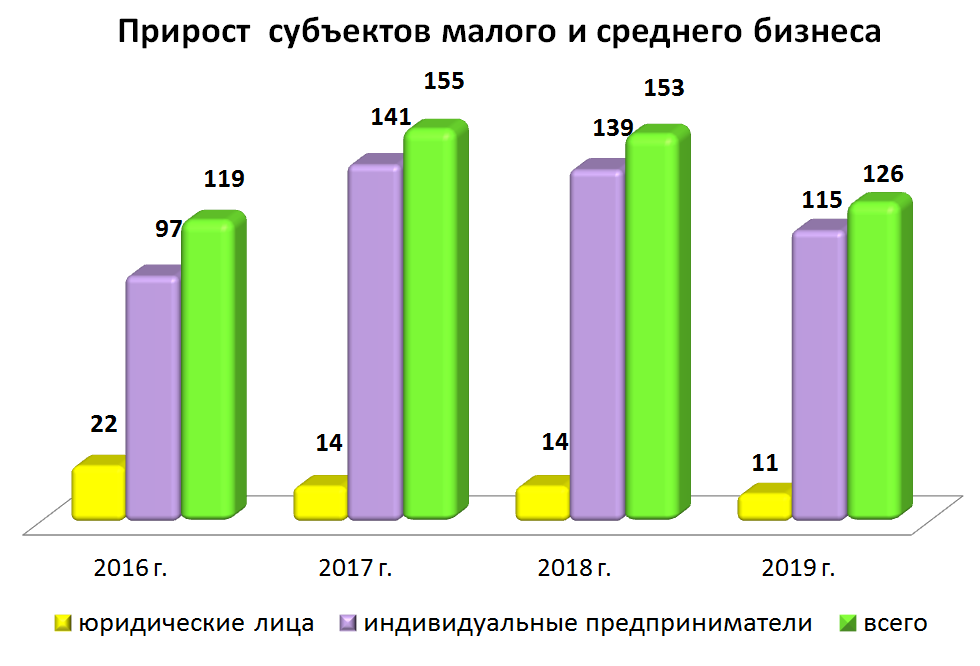 Прирост  субъектов малого и среднего бизнеса
155
153
141
139
119
126
115
97
22
14
14
11
2016 г.
2017 г.
2018 г.
2019 г.
юридические лица
индивидуальные предприниматели
всего